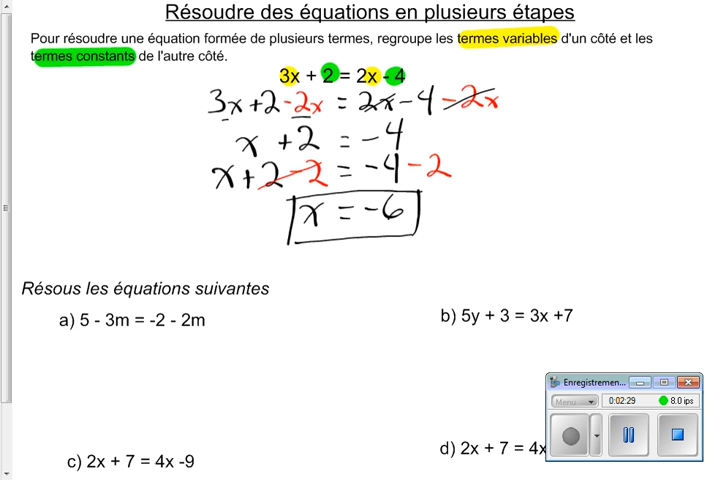 Résoudre des équations en plusieurs étapes
Pour résoudre une équation formée de plusieurs termes, regroupe les termes variables d'un côté et les
termes constants de l'autre côté.
3x + 2 = 2x - 4
3x + 2 - 2x = 2x - 4 - 2x
x + 2 = -4
x + 2 - 2 = -4 - 2
x = -6
Résous les équations suivantes
a) 5 - 3m = -2 - 2m
b) 5y + 3 = 3x +7
Enregistremen...
Menu
0:02:29
8.0 ips
c) 2x + 7 = 4x -9
d) 2x + 7 = 4x